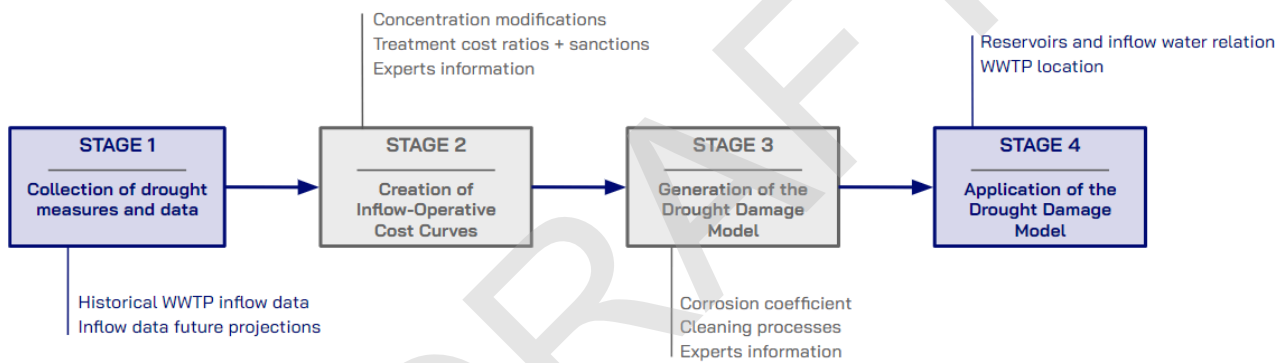 Concentration modifications
Treatment cost ratios + sanctions
Experts information
Reservoirs and inflow water relation
WWTP location
STAGE 1
Collection of drought
measures and data
STAGE 2
Creation of
Inflow-Operative
Cost Curves
STAGE 3
Generation of the
Drought Damage
Model
STAGE 4
Application of the
Drought Damage
Model
Historical WWTP inflow data
Inflow data future projections
Corrosion coefficient
Cleaning processes
Experts information
DRAFT